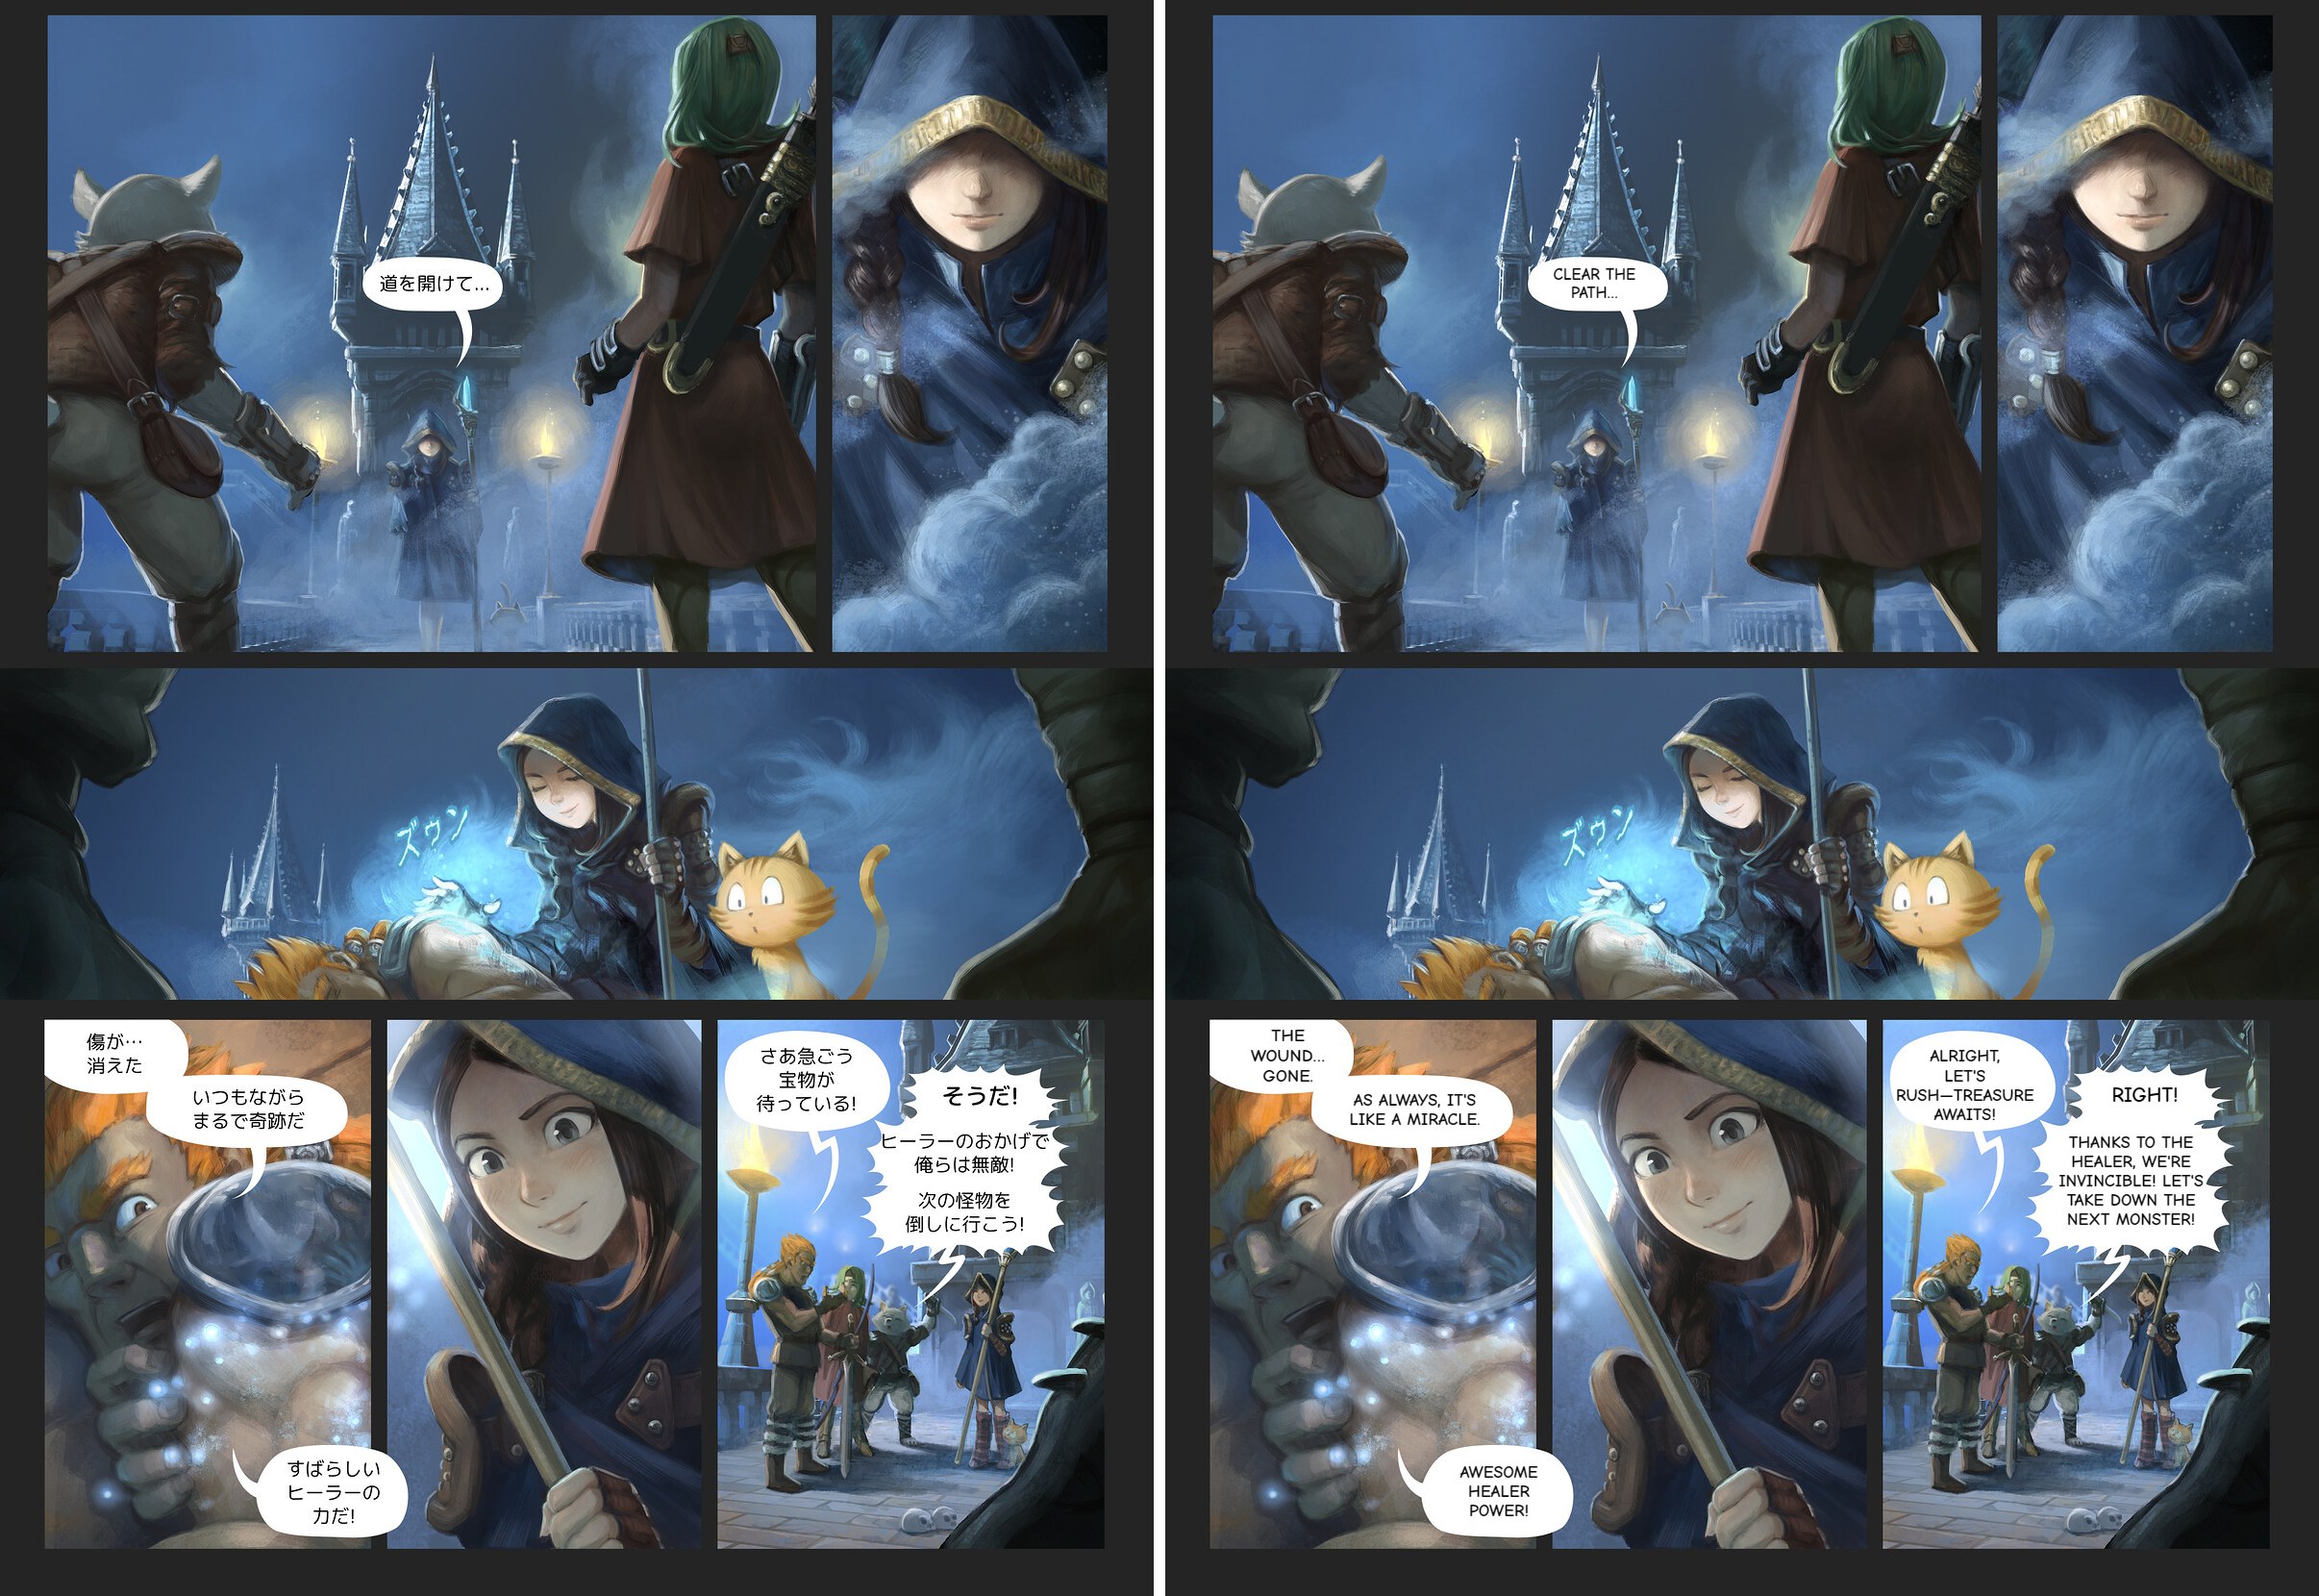 道を開けて...
ズゥン
傷が…
消えた
いつもながら
まるで奇跡だ
すばらしい
ヒーラーの
力だ!
さあ急ごう
宝物が
待っている!
そうだ!
ヒーラーのおかげで
俺らは無敵!
次の怪物を
倒しに行こう!
CLEAR THE
PATH...
ズゥン
THE
WOUND...
GONE.
AS ALWAYS, IT'S
LIKE A MIRACLE.
AWESOME
HEALER
POWER!
ALRIGHT,
LET'S
RUSH—TREASURE
AWAITS!
RIGHT!
THANKS TO THE
HEALER, WE'RE
INVINCIBLE! LET'S
TAKE DOWN THE
NEXT MONSTER!